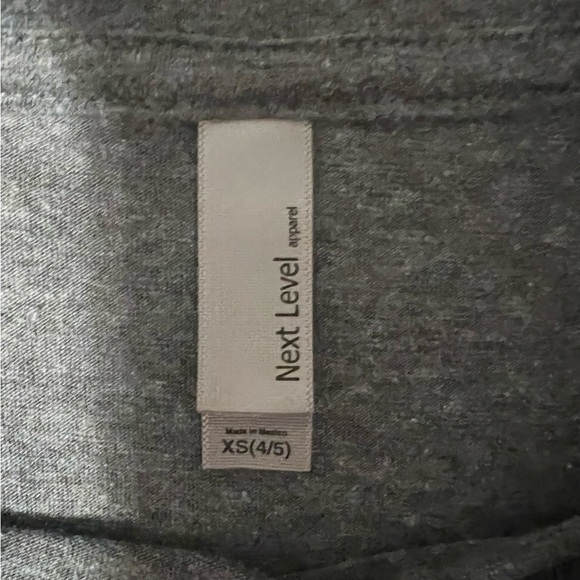 Next Level
apparel
Made in Mexico
XS(4/5)